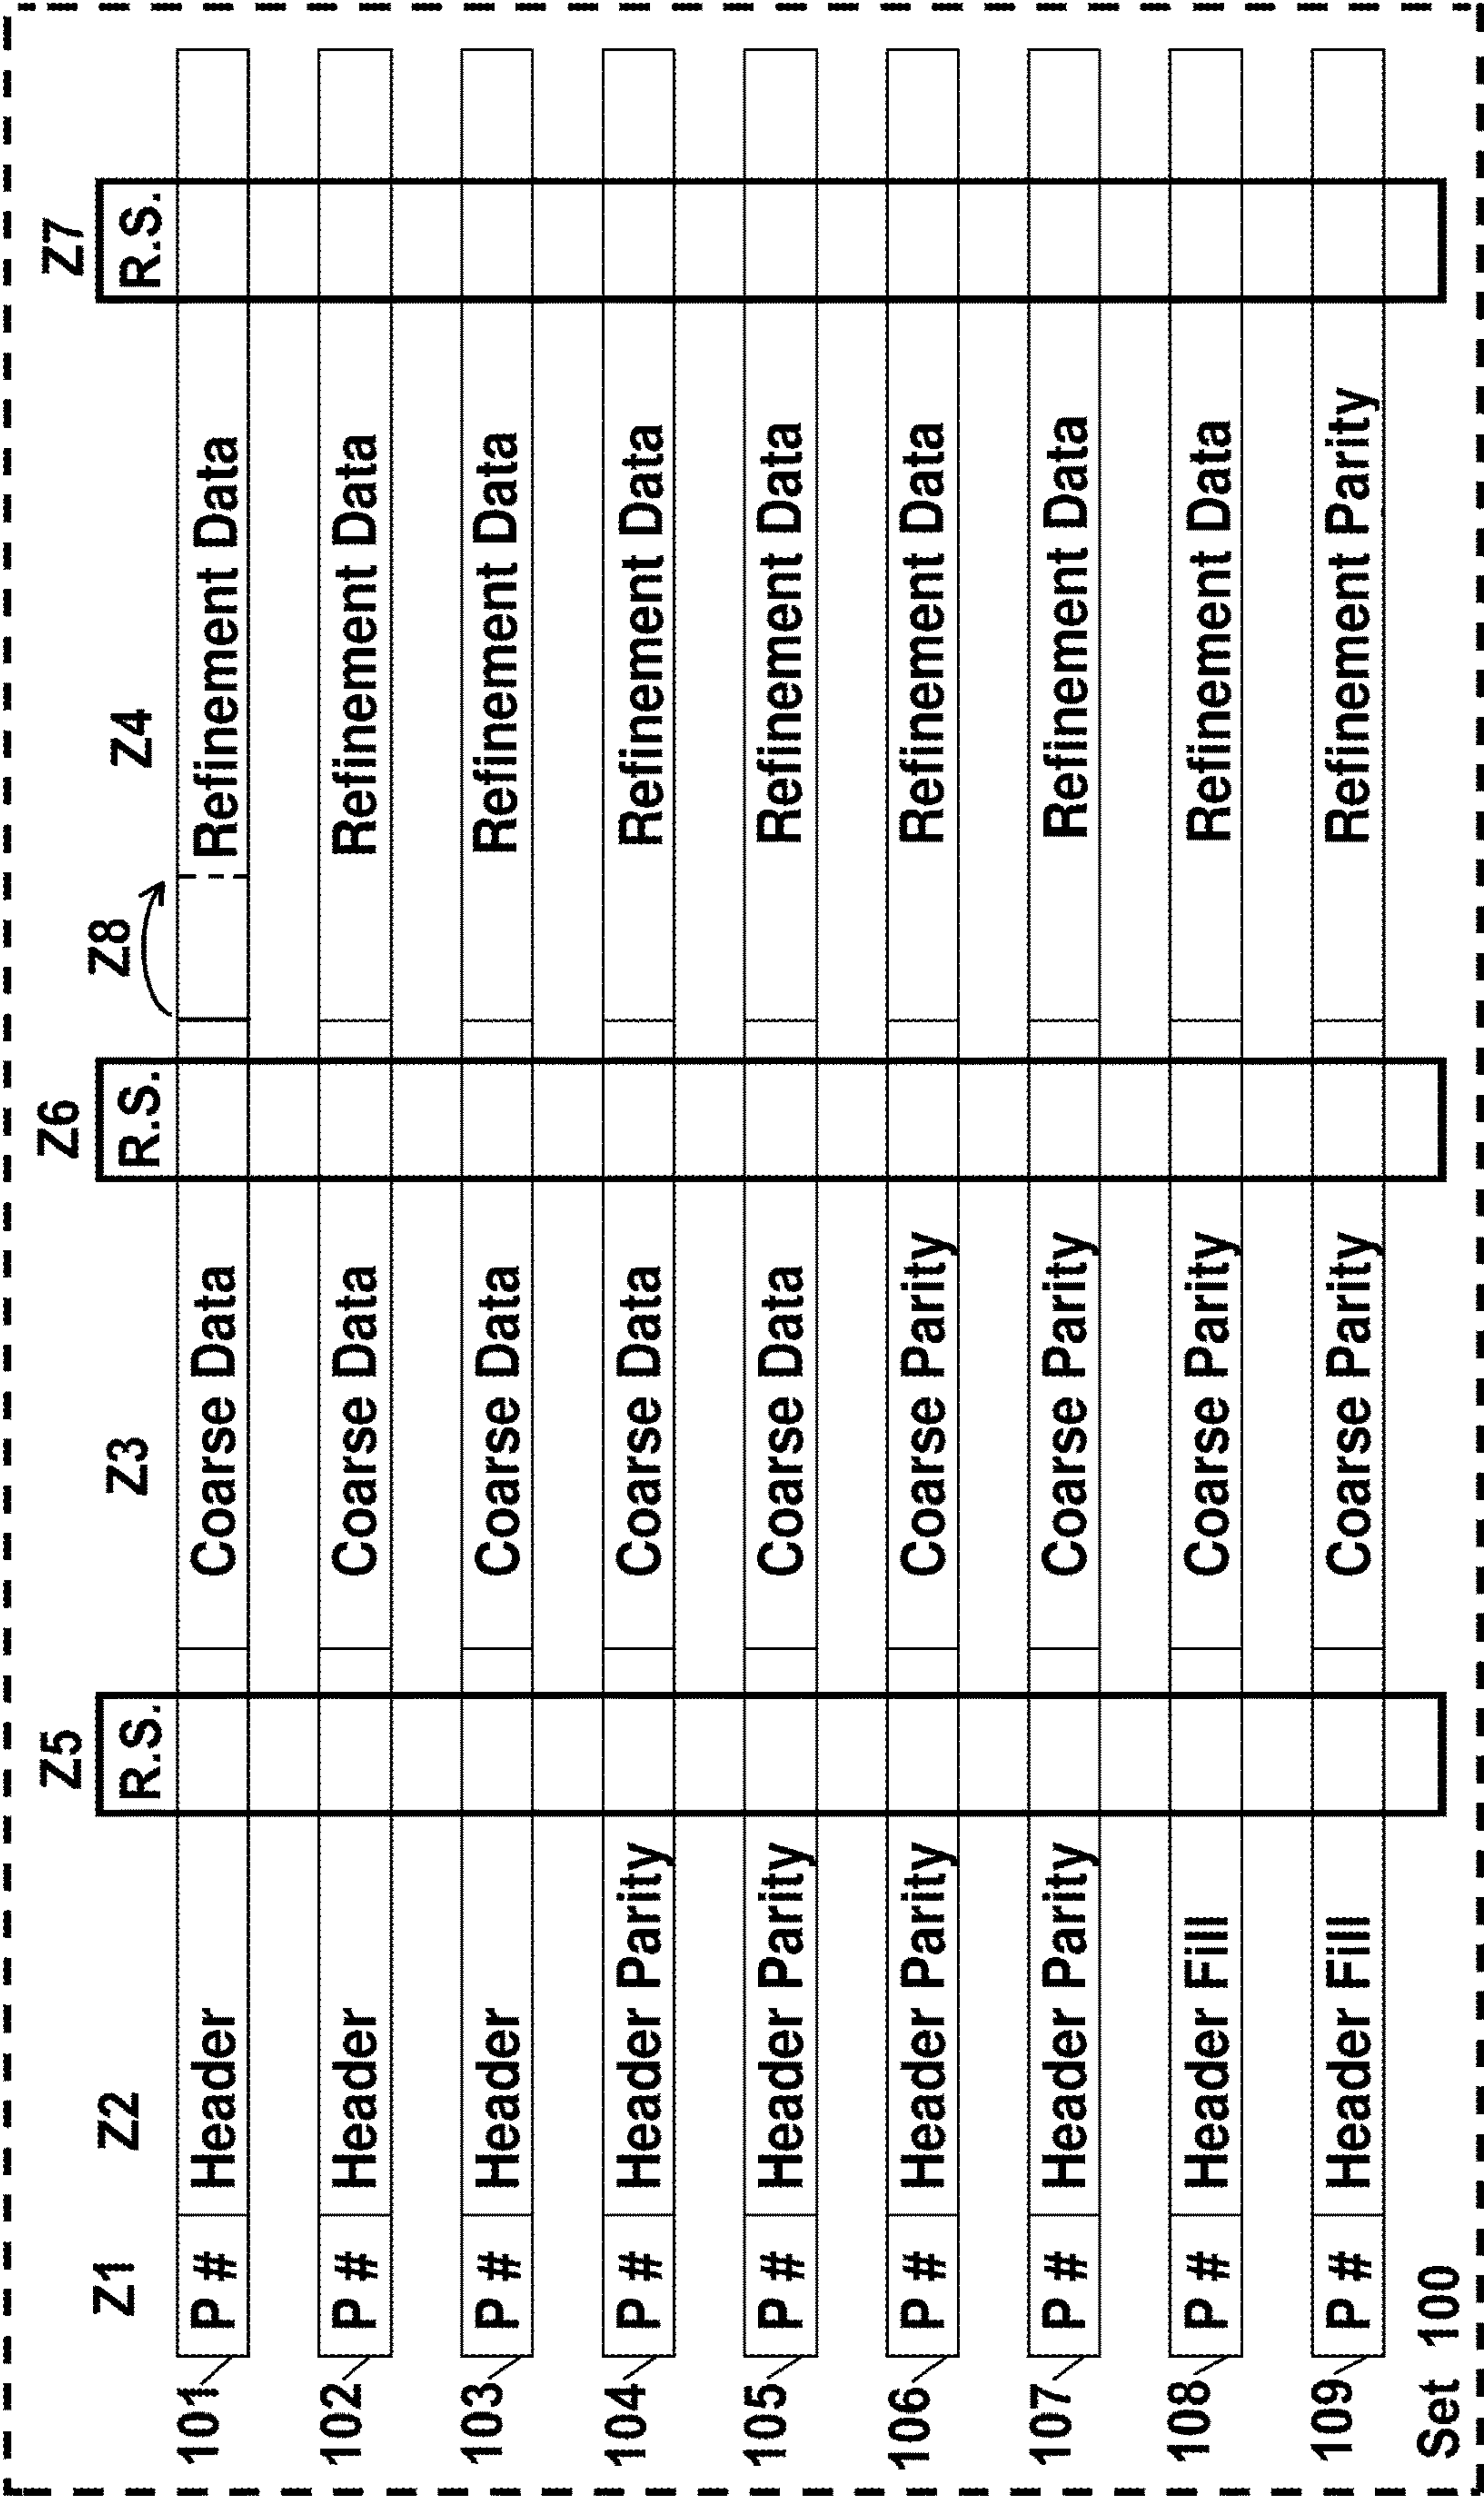 Z5 Z6 Z7
Z1 Z2 Z3 Z8 Z4
R.S. R.S. R.S.
101 P # Header Coarse Data Refinement Data
102 P # Header Coarse Data Refinement Data
103 P # Header Coarse Data Refinement Data
104 P # Header Parity Coarse Data Refinement Data
105 P # Header Parity Coarse Data Refinement Data
106 P # Header Parity Coarse Parity Refinement Data
107 P # Header Parity Coarse Parity Refinement Data
108 P # Header Fill Coarse Parity Refinement Data
109 P # Header Fill Coarse Parity Refinement Parity
Set 100